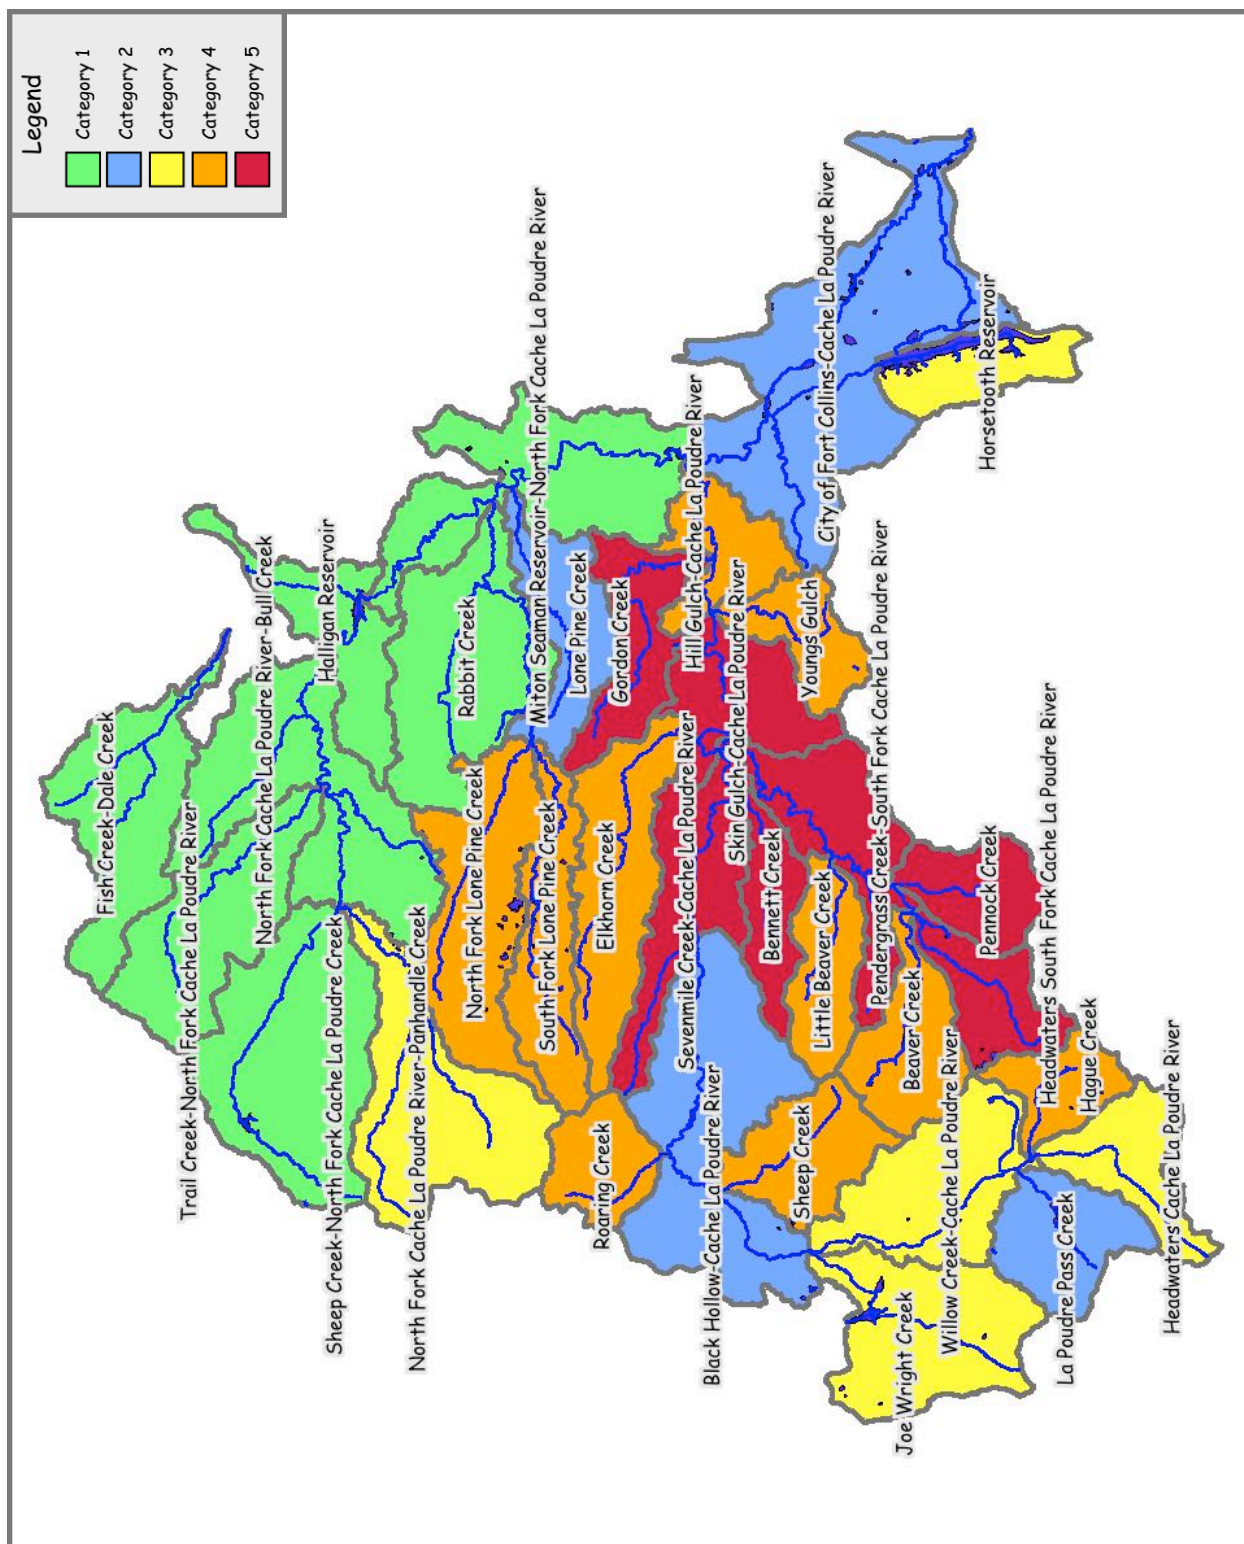 Legend
Category 1
Category 2
Category 3
Category 4
Category 5
Fish Creek-Dale Creek
Trail Creek-North Fork Cache La Poudre River
North Fork Cache La Poudre River-Bull Creek
Halligan Reservoir
Sheep Creek-North Fork Cache La Poudre Creek
North Fork Cache La Poudre River-Panhandle Creek
Rabbit Creek
North Fork Lone Pine Creek
Miton Seaman Reservoir-North Fork Cache La Poudre River
South Fork Lone Pine Creek
Lone Pine Creek
Elkhorn Creek
Roaring Creek
Gordon Creek
Hill Gulch-Cache La Poudre River
Sevenmile Creek-Cache La Poudre River
Black Hollow-Cache La Poudre River
Skin Gulch-Cache La Poudre River
Bennett Creek
Youngs Gulch
Sheep Creek
Little Beaver Creek
City of Fort Collins-Cache La Poudre River
Pendergrass Creek-South Fork Cache La Poudre River
Beaver Creek
Joe Wright Creek
Willow Creek-Cache La Poudre River
Horsetooth Reservoir
Pennock Creek
Headwaters South Fork Cache La Poudre River
La Poudre Pass Creek
Hague Creek
Headwaters Cache La Poudre River